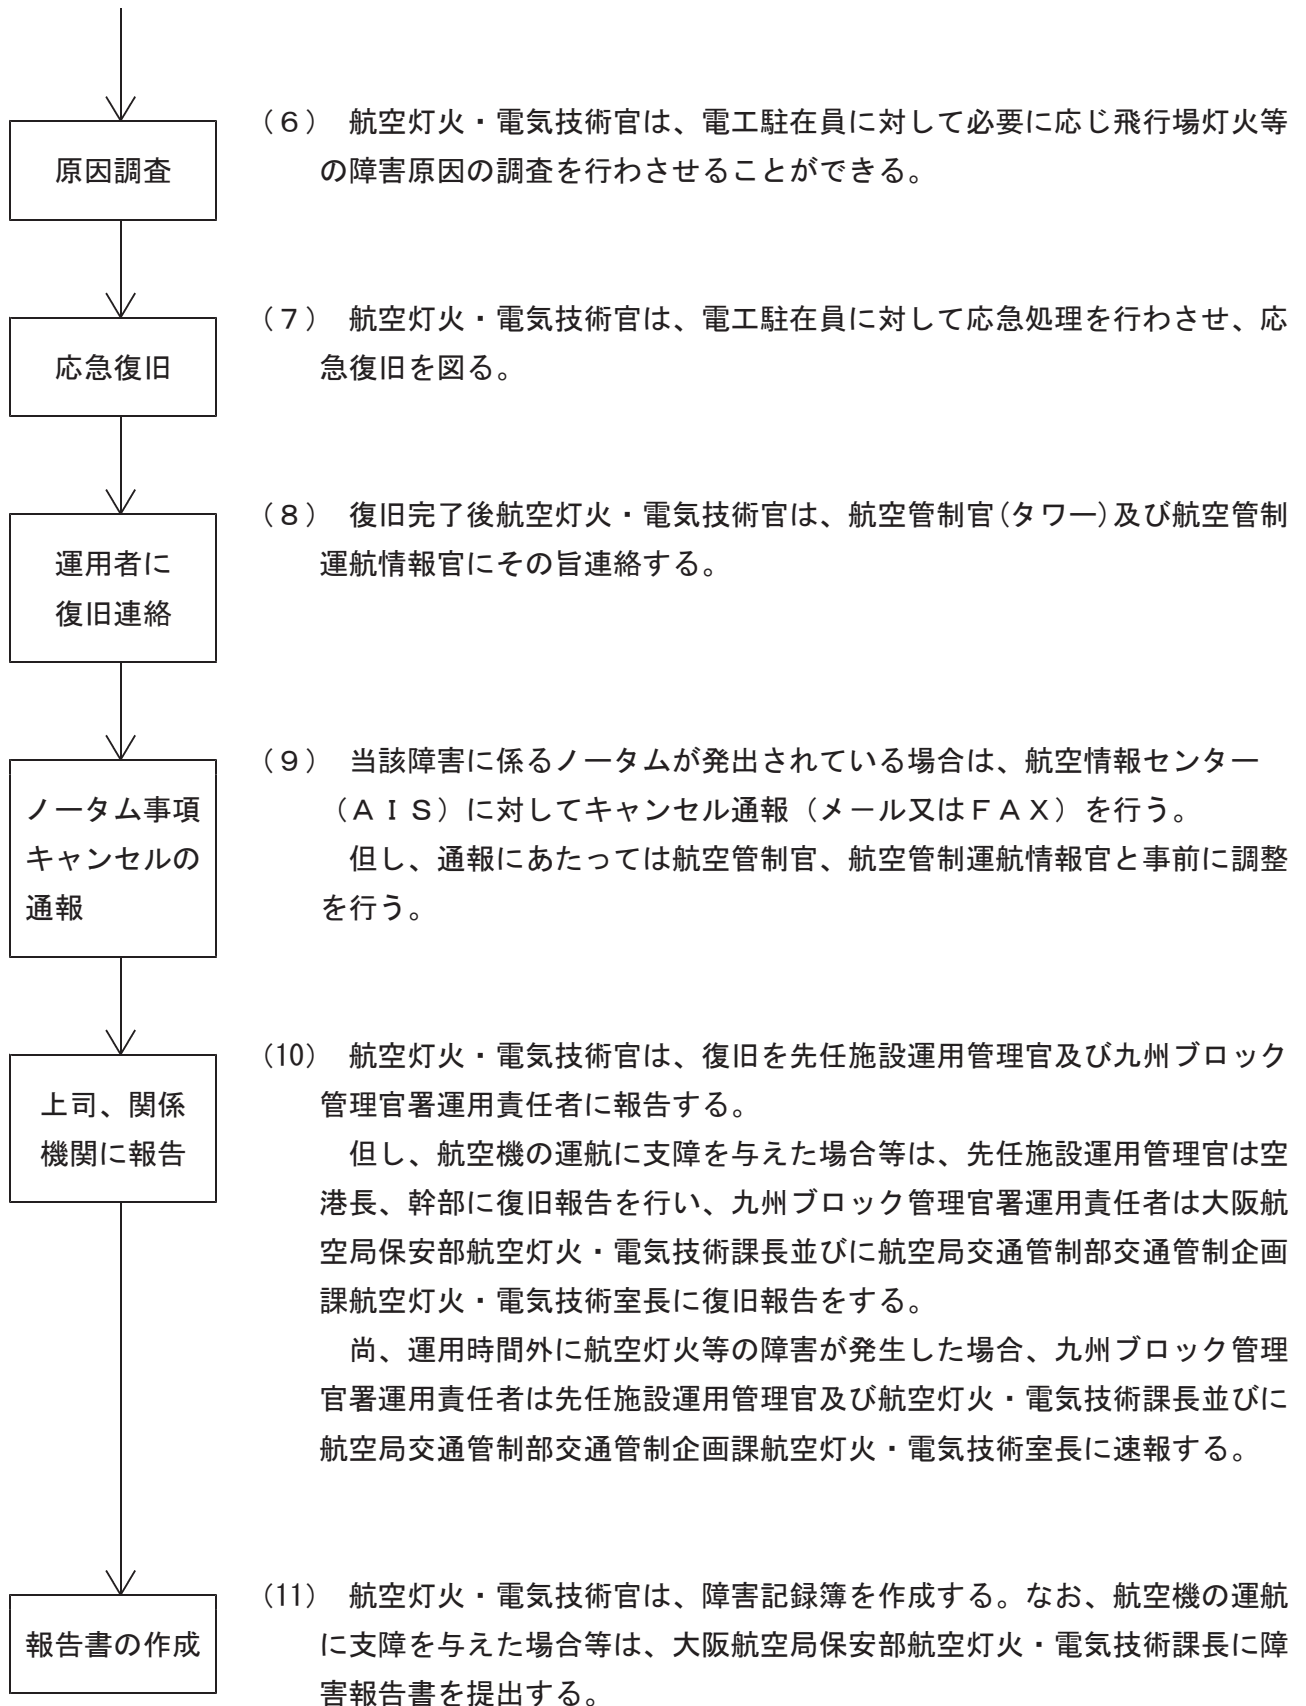 原因調査
(6) 航空灯火・電気技術官は、電工駐在員に対して必要に応じ飛行場灯火等
の障害原因の調査を行わさせることができる。
応急復旧
(7) 航空灯火・電気技術官は、電工駐在員に対して応急処理を行わさせ、応
急復旧を図る。
運用者に
復旧連絡
(8) 復旧完了後航空灯火・電気技術官は、航空管制官(タワー)及び航空管制
運航情報官にその旨連絡する。
ノータム事項
キャンセルの
通報
(9) 当該障害に係るノータムが発出されている場合は、航空情報センター
(AIS)に対してキャンセル通報(メール又はFAX)を行う。
但し、通報にあたっては航空管制官、航空管制運航情報官と事前に調整
を行う。
上司、関係
機関に報告
(10) 航空灯火・電気技術官は、復旧を先任施設運用管理官及び九州ブロック
管理官署運用責任者に報告する。
但し、航空機の運航に支障を与えた場合等は、先任施設運用管理官は空
港長、幹部に復旧報告を行い、九州ブロック管理官署運用責任者は大阪航
空局保安部航空灯火・電気技術課長並びに航空局交通管制部交通管制企画
課航空灯火・電気技術室長に復旧報告をする。
尚、運用時間外に航空灯火等の障害が発生した場合、九州ブロック管理
官署運用責任者は先任施設運用管理官及び航空灯火・電気技術課長並びに
航空局交通管制部交通管制企画課航空灯火・電気技術室長に速報する。
報告書の作成
(11) 航空灯火・電気技術官は、障害記録簿を作成する。なお、航空機の運航
に支障を与えた場合等は、大阪航空局保安部航空灯火・電気技術課長に障
害報告書を提出する。